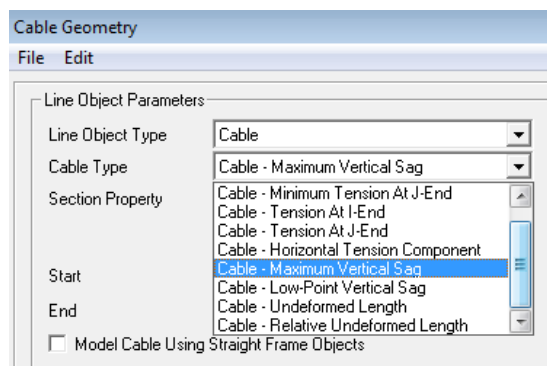 Cable Geometry
File Edit
Line Object Parameters
Line Object Type Cable
Cable Type Cable - Maximum Vertical Sag
Section Property Cable - Minimum Tension At J-End
Cable - Tension At I-End
Cable - Tension At J-End
Cable - Horizontal Tension Component
Cable - Maximum Vertical Sag
Start Cable - Low-Point Vertical Sag
End Cable - Undeformed Length
Cable - Relative Undeformed Length
Model Cable Using Straight Frame Objects